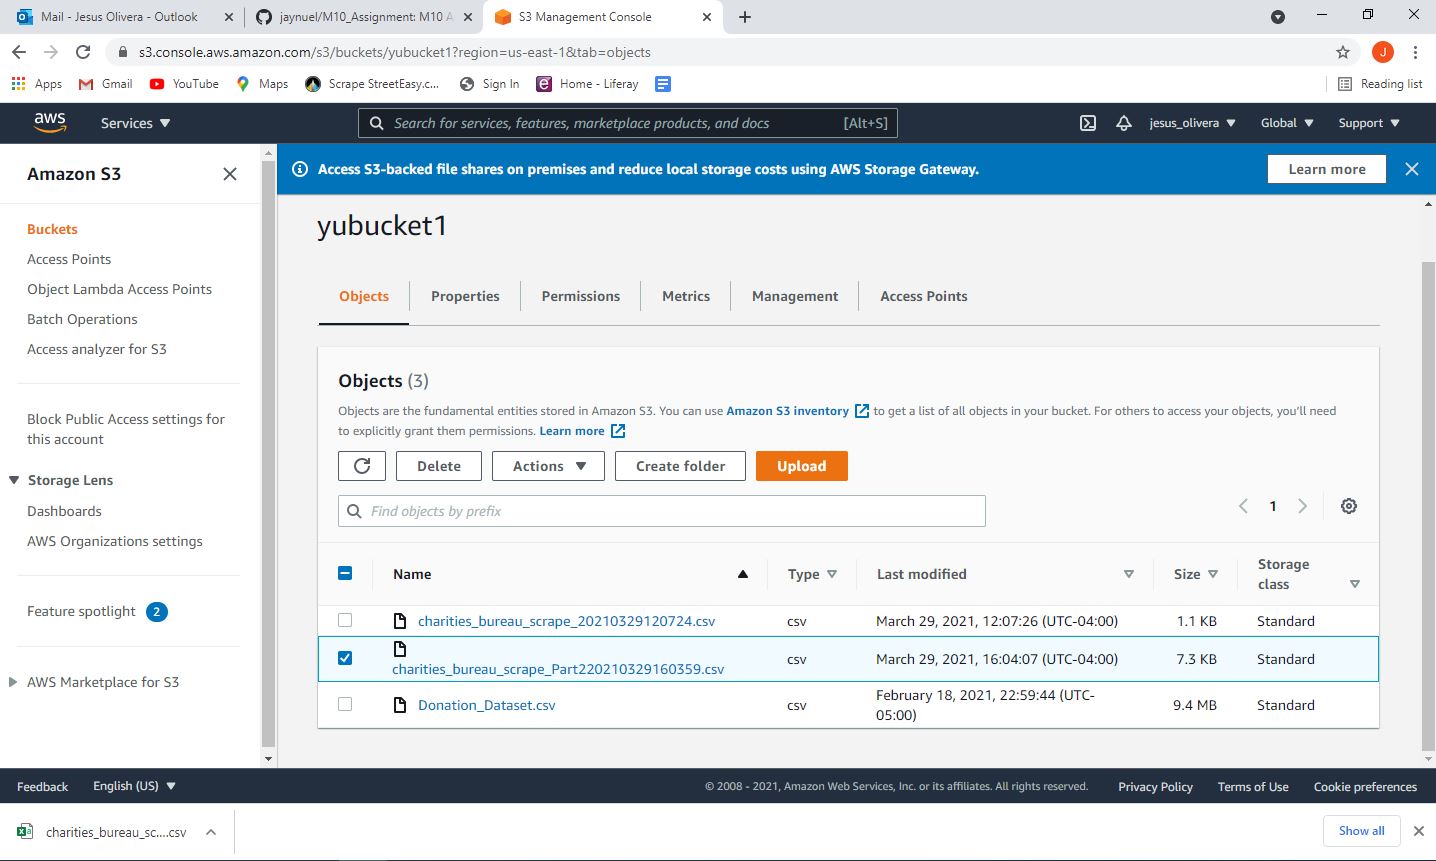 Mail - Jesus Olivera - Outlook
jaynuel/M10_Assignment: M10 A
S3 Management Console
s3.console.aws.amazon.com/s3/buckets/yubucket1?region=us-east-1&tab=objects
J
Apps
Gmail
YouTube
Maps
Scrape StreetEasy.c...
Sign In
Home - Liferay
Reading list
aws
Services
Search for services, features, marketplace products, and docs
[Alt+S]
jesus_olivera
Global
Support
Amazon S3
Buckets
Access Points
Object Lambda Access Points
Batch Operations
Access analyzer for S3
Block Public Access settings for
this account
Storage Lens
Dashboards
AWS Organizations settings
Feature spotlight 2
AWS Marketplace for S3
Access S3-backed file shares on premises and reduce local storage costs using AWS Storage Gateway.
Learn more
yubucket1
Objects
Properties
Permissions
Metrics
Management
Access Points
Objects (3)
Objects are the fundamental entities stored in Amazon S3. You can use Amazon S3 inventory to get a list of all objects in your bucket. For others to access your objects, you'll need
to explicitly grant them permissions. Learn more
Delete
Actions
Create folder
Upload
Find objects by prefix
1
Name
Type
Last modified
Size
Storage
class
charities_bureau_scrape_20210329120724.csv
csv
March 29, 2021, 12:07:26 (UTC-04:00)
1.1 KB
Standard
charities_bureau_scrape_Part220210329160359.csv
csv
March 29, 2021, 16:04:07 (UTC-04:00)
7.3 KB
Standard
Donation_Dataset.csv
csv
February 18, 2021, 22:59:44 (UTC-
05:00)
9.4 MB
Standard
Feedback
English (US)
© 2008 - 2021, Amazon Web Services, Inc. or its affiliates. All rights reserved.
Privacy Policy
Terms of Use
Cookie preferences
charities_bureau_sc....csv
Show all